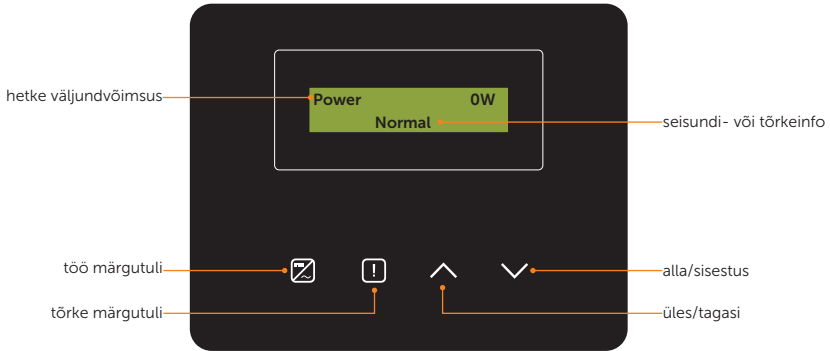 hetke väljundvõimsus
Power 0W
Normal
seisundi- või tõrkeinfo
töö märgutuli
!
alla/sisestus
tõrke märgutuli
üles/tagasi